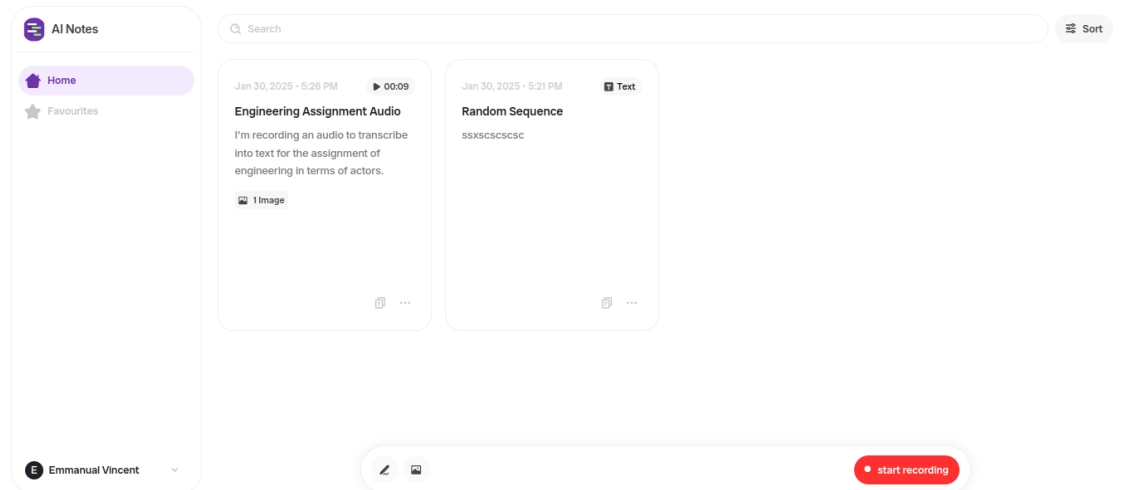 AI Notes
Home
Favourites
E Emmanual Vincent
Search
Sort
Jan 30, 2025 • 5:26 PM 00:09
Engineering Assignment Audio
I'm recording an audio to transcribe
into text for the assignment of
engineering in terms of actors.
1 Image
Jan 30, 2025 • 5:21 PM T Text
Random Sequence
ssxscscscsc
start recording